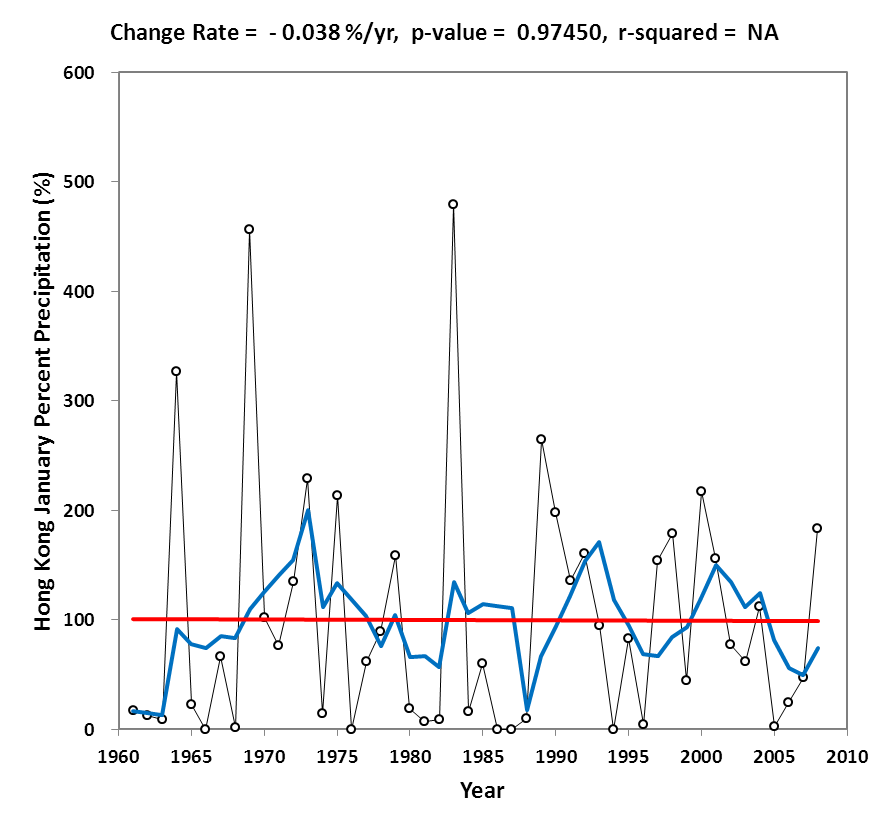 Change Rate = - 0.038 %/yr, p-value = 0.97450, r-squared = NA
Hong Kong January Percent Precipitation (%)
600
500
400
300
200
100
0
1960 1965 1970 1975 1980 1985 1990 1995 2000 2005 2010
Year